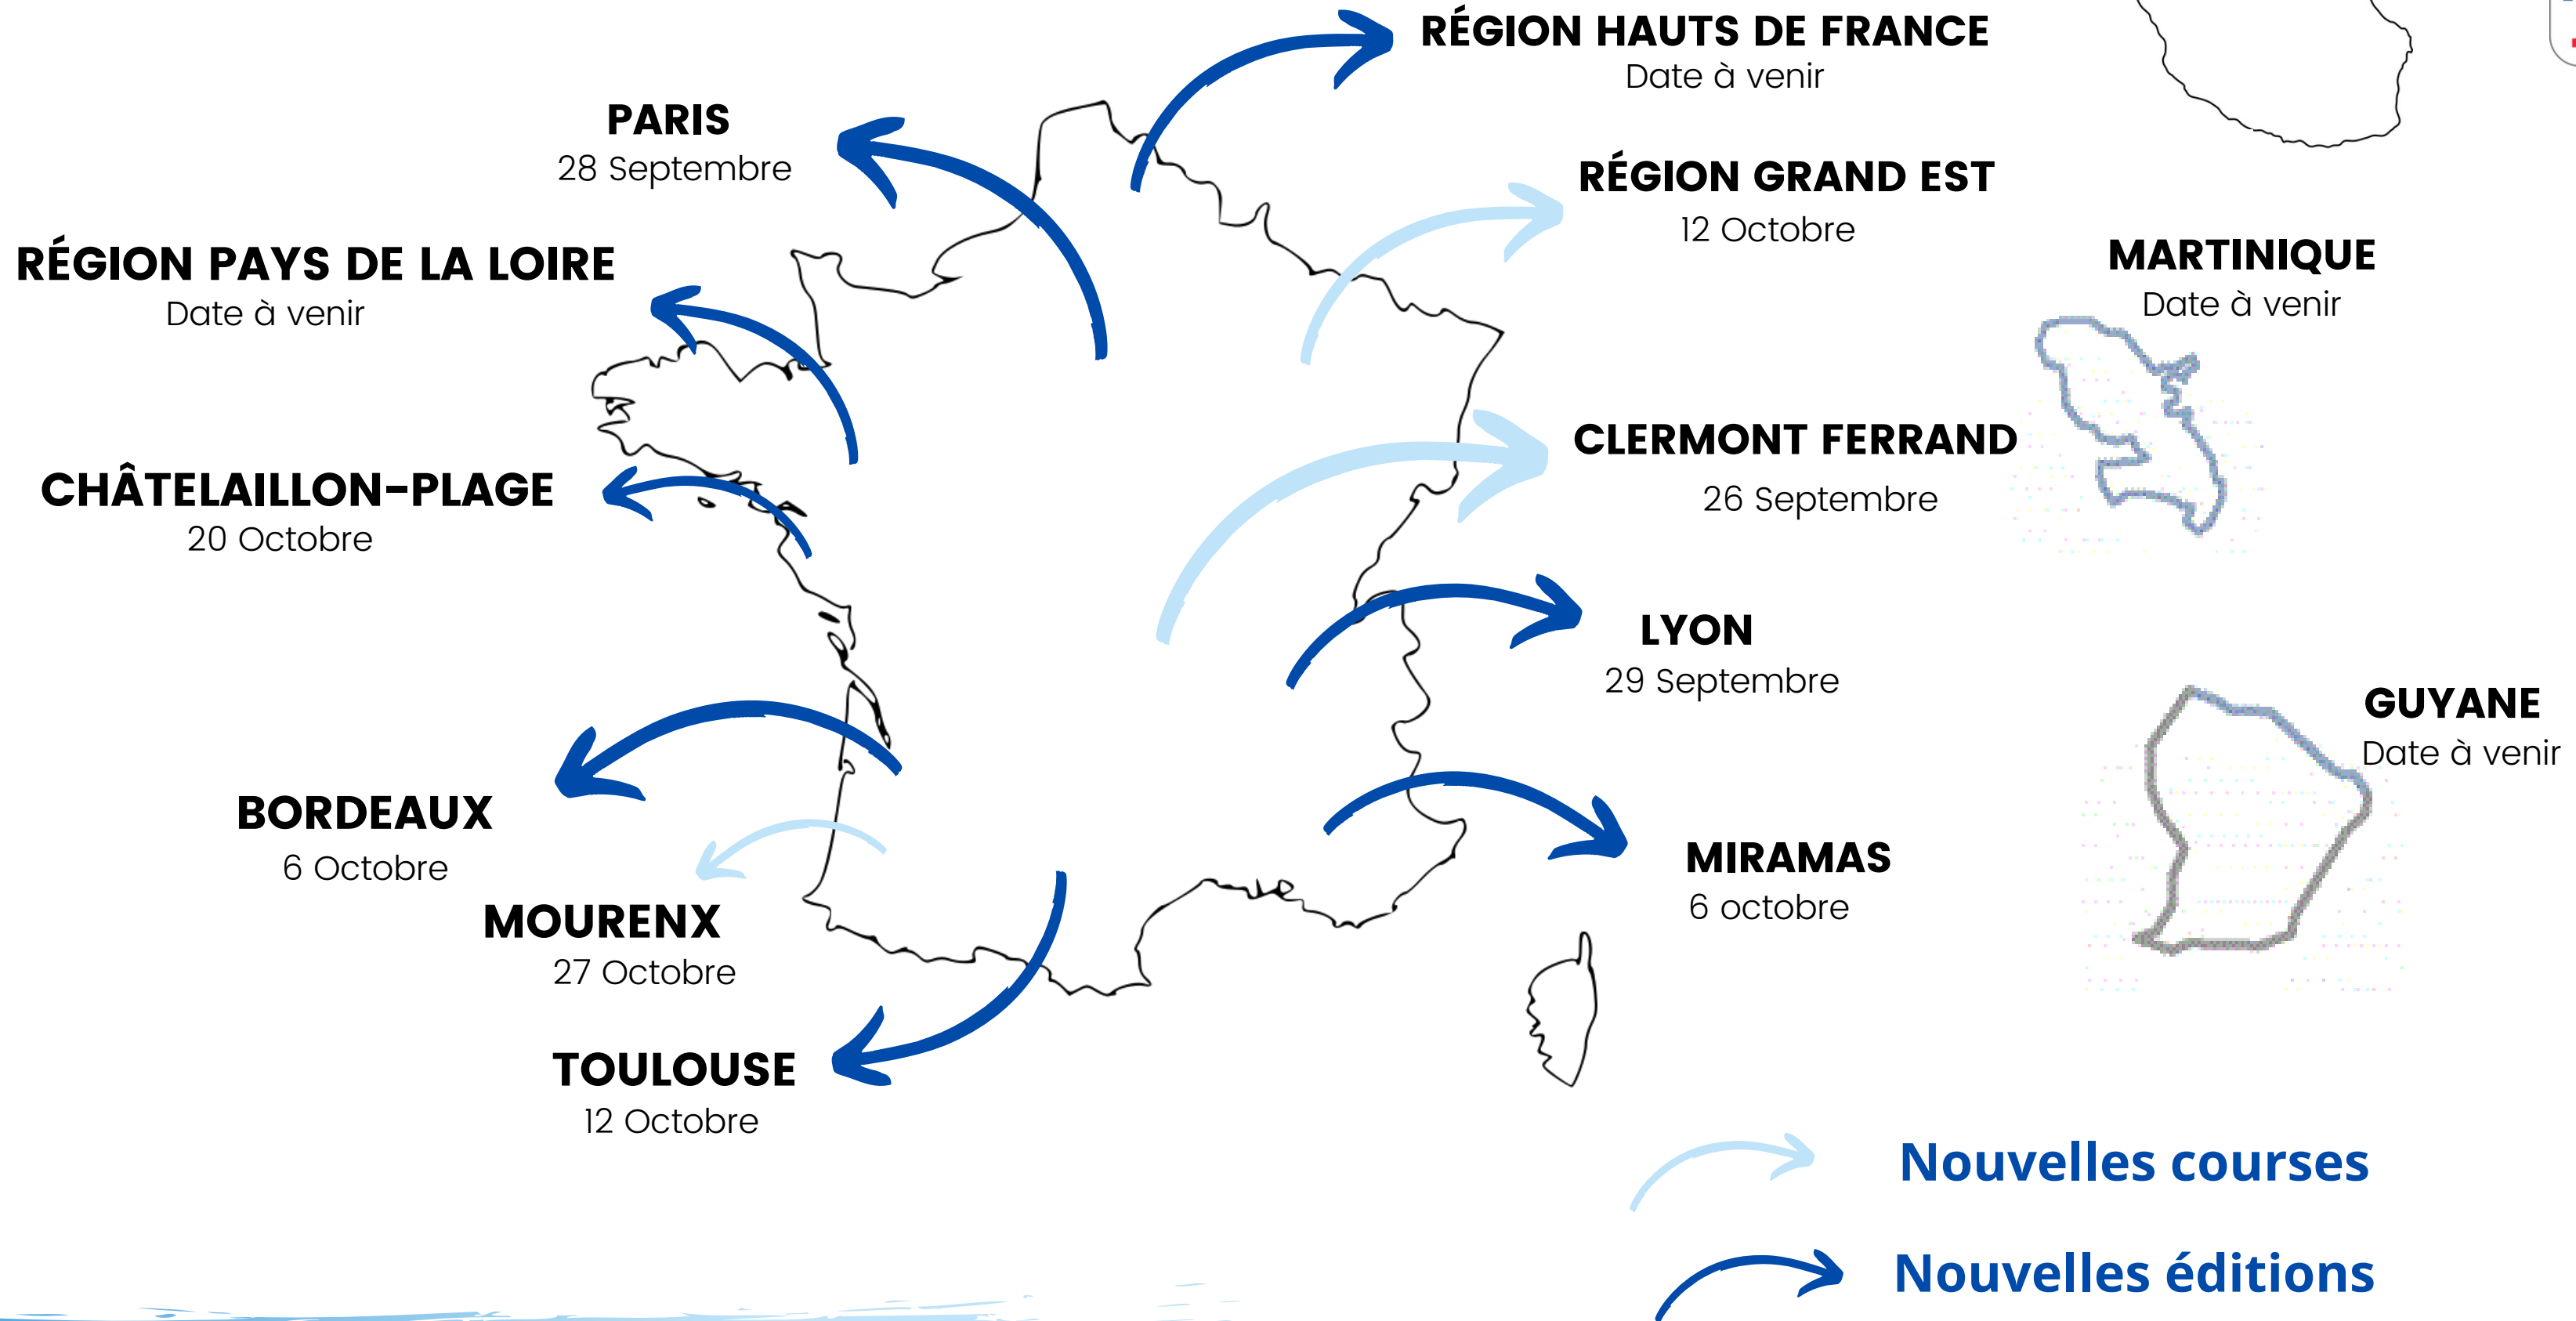 RÉGION HAUTS DE FRANCE
Date à venir
PARIS
28 Septembre
RÉGION GRAND EST
12 Octobre
RÉGION PAYS DE LA LOIRE
Date à venir
MARTINIQUE
Date à venir
CLERMONT FERRAND
26 Septembre
CHÂTELAILLON-PLAGE
20 Octobre
LYON
29 Septembre
GUYANE
Date à venir
BORDEAUX
6 Octobre
MIRAMAS
6 octobre
MOURENX
27 Octobre
TOULOUSE
12 Octobre
Nouvelles courses
Nouvelles éditions